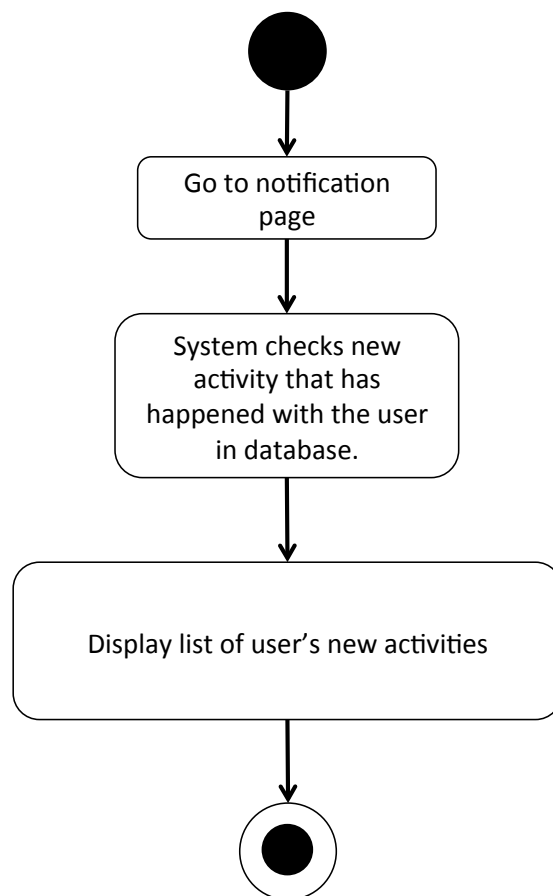 Go to notification
page
System checks new
activity that has
happened with the user
in database.
Display list of user’s new activities